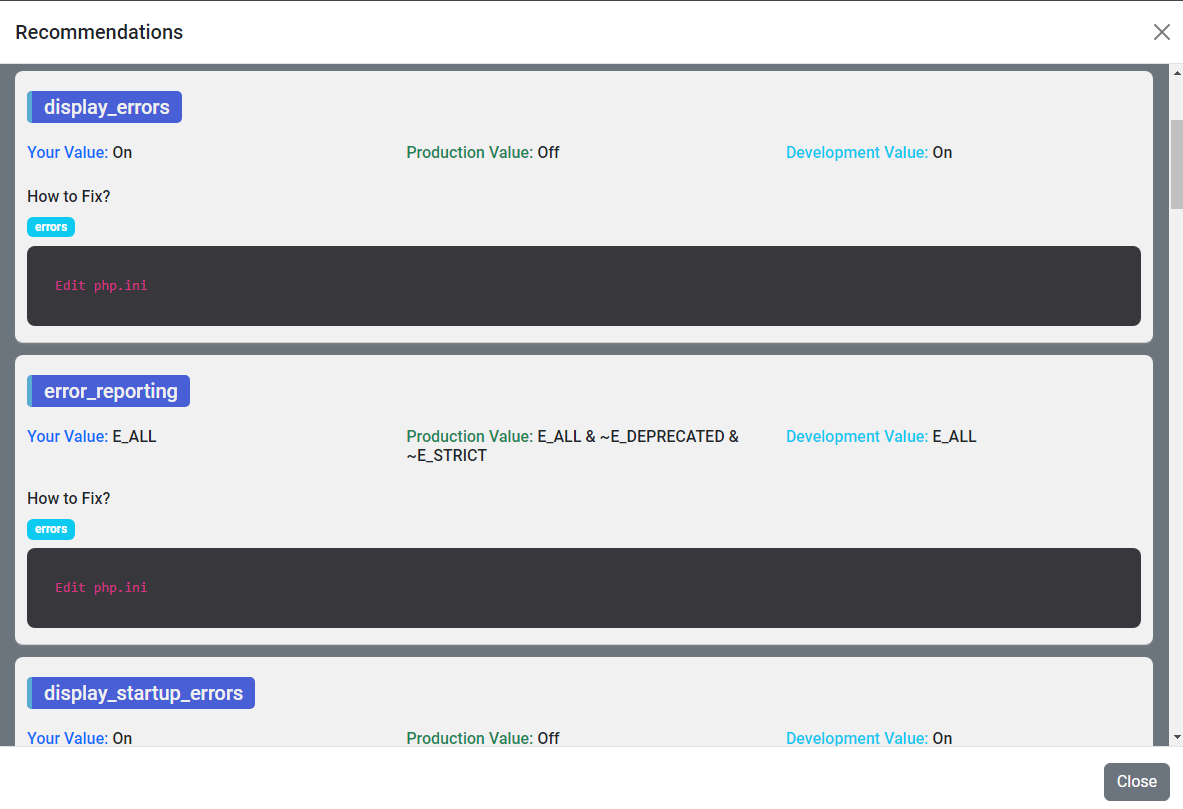 Recommendations
display_errors
Your Value: On
Production Value: Off
Development Value: On
How to Fix?
errors
Edit php.ini
error_reporting
Your Value: E_ALL
Production Value: E_ALL & ~E_DEPRECATED &
~E_STRICT
Development Value: E_ALL
How to Fix?
errors
Edit php.ini
display_startup_errors
Your Value: On
Production Value: Off
Development Value: On
Close